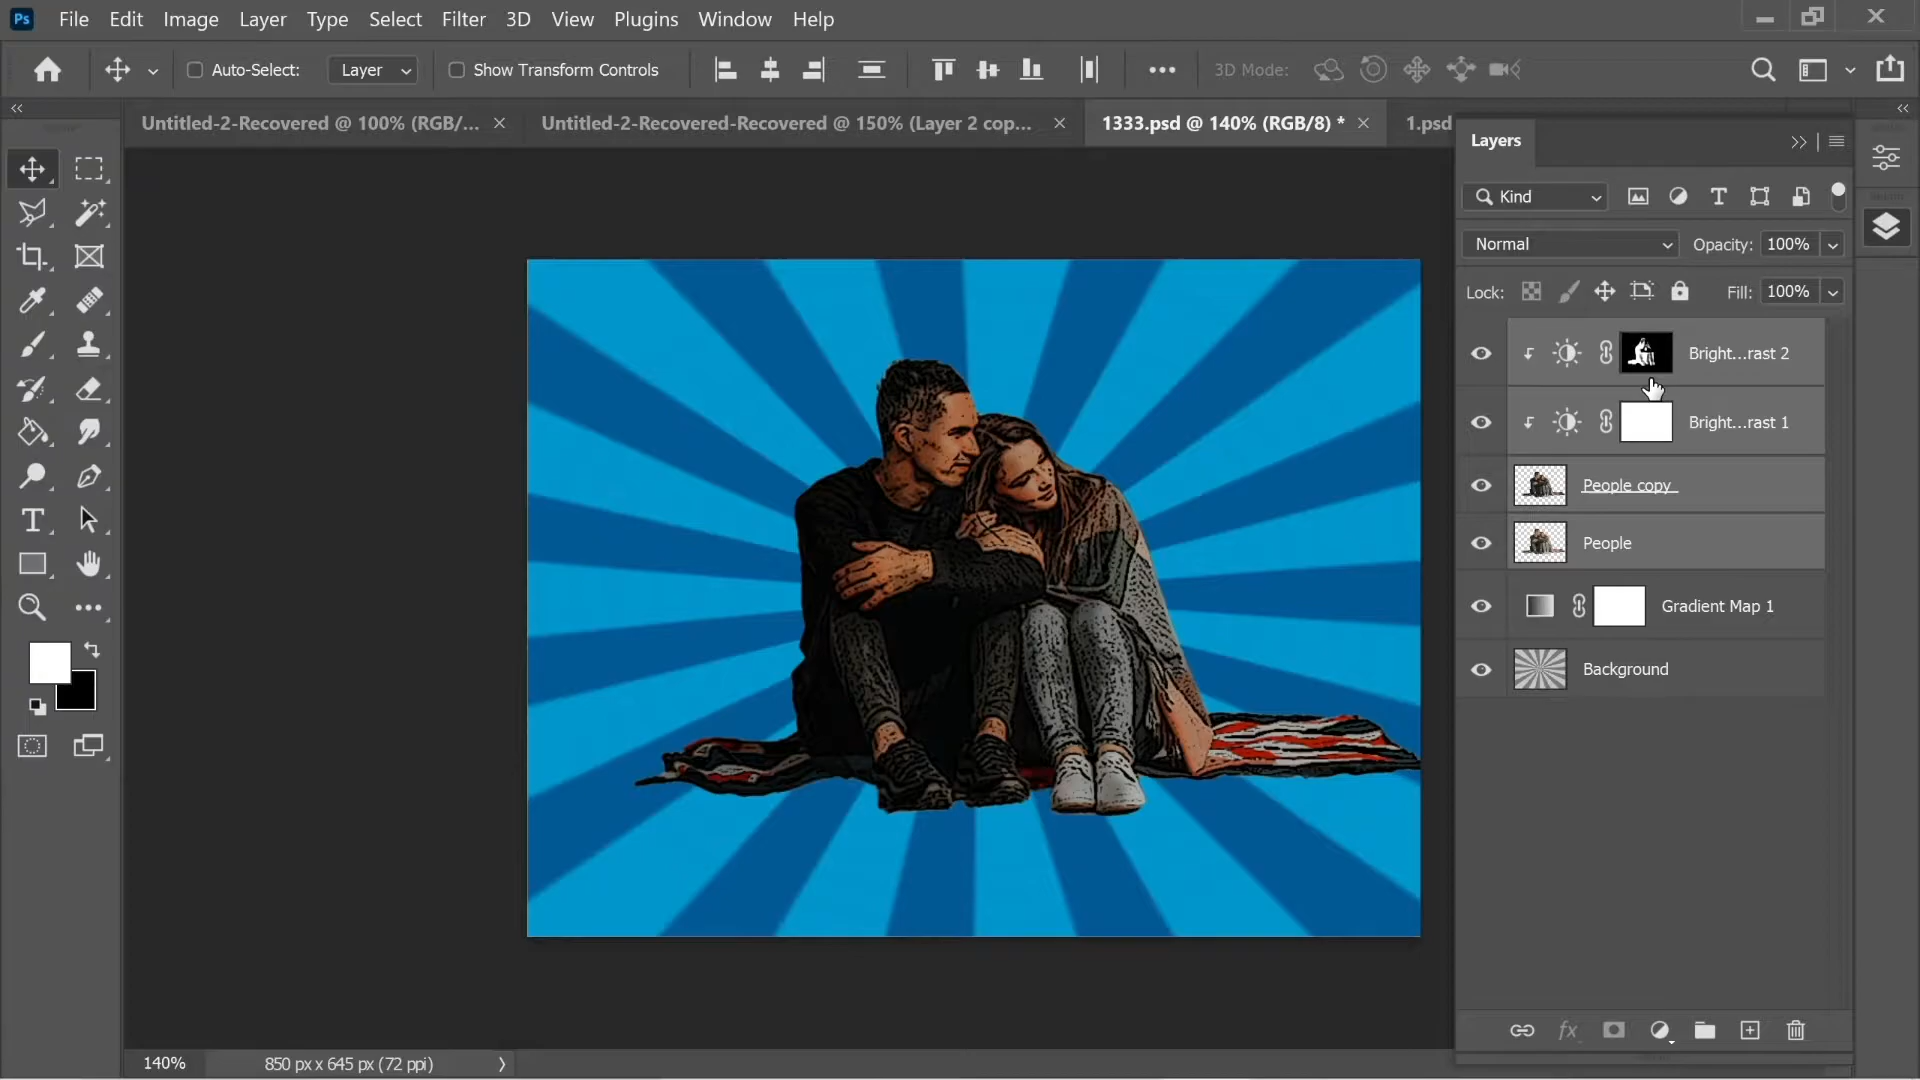 Ps File Edit Image Layer Type Select Filter 3D View Plugins Window Help
Auto-Select: Layer Show Transform Controls 3D Mode:
Untitled-2-Recovered @ 100% (RGB/... Untitled-2-Recovered-Recovered @ 150% (Layer 2 cop... 1333.psd @ 140% (RGB/8) * 1.psd
Layers
Kind
Normal Opacity: 100%
Lock: Fill: 100%
Bright...rast 2
Bright...rast 1
People copy
People
Gradient Map 1
Background
140% 850 px x 645 px (72 ppi)